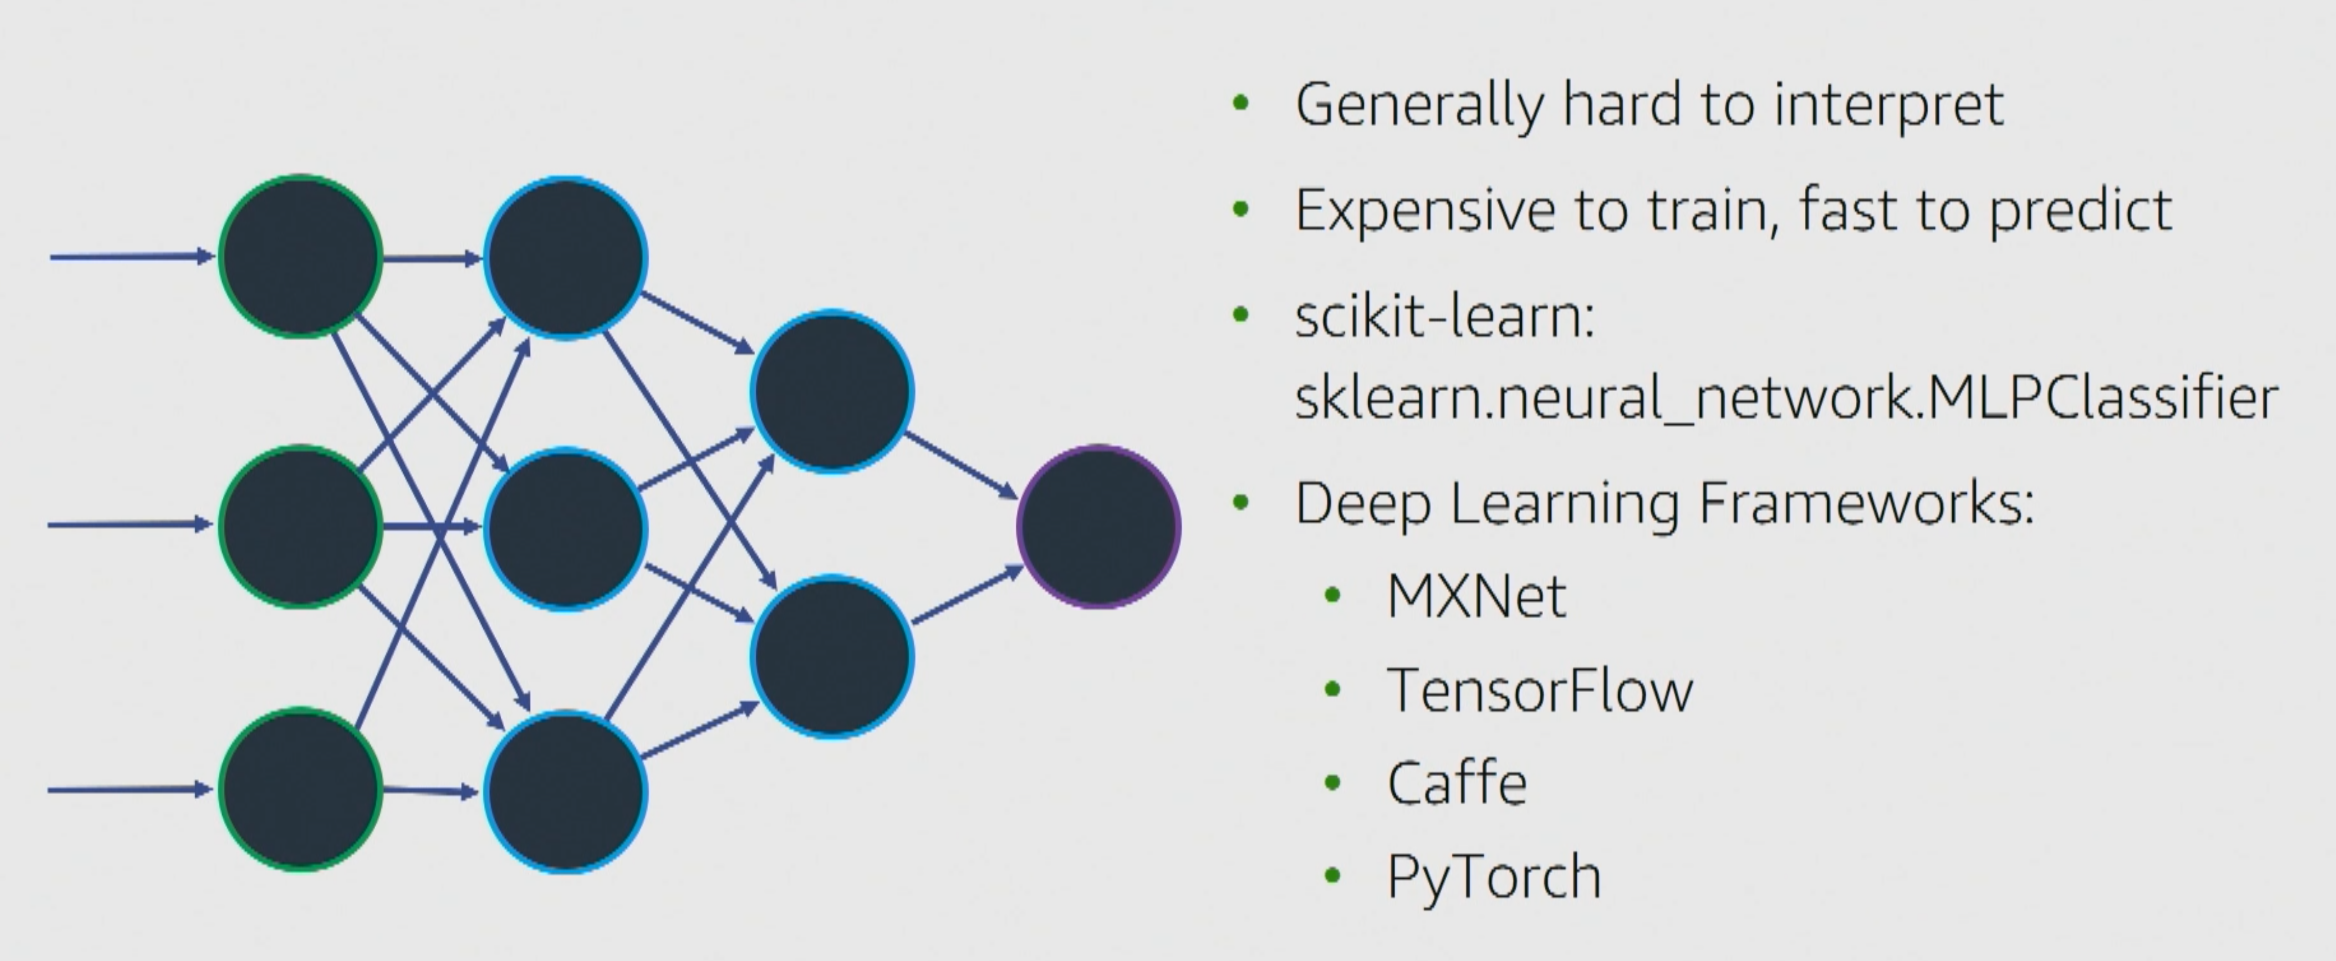 Generally hard to interpret
Expensive to train, fast to predict
scikit-learn:
sklearn.neural_network.MLPClassifier
Deep Learning Frameworks:
MXNet
TensorFlow
Caffe
PyTorch